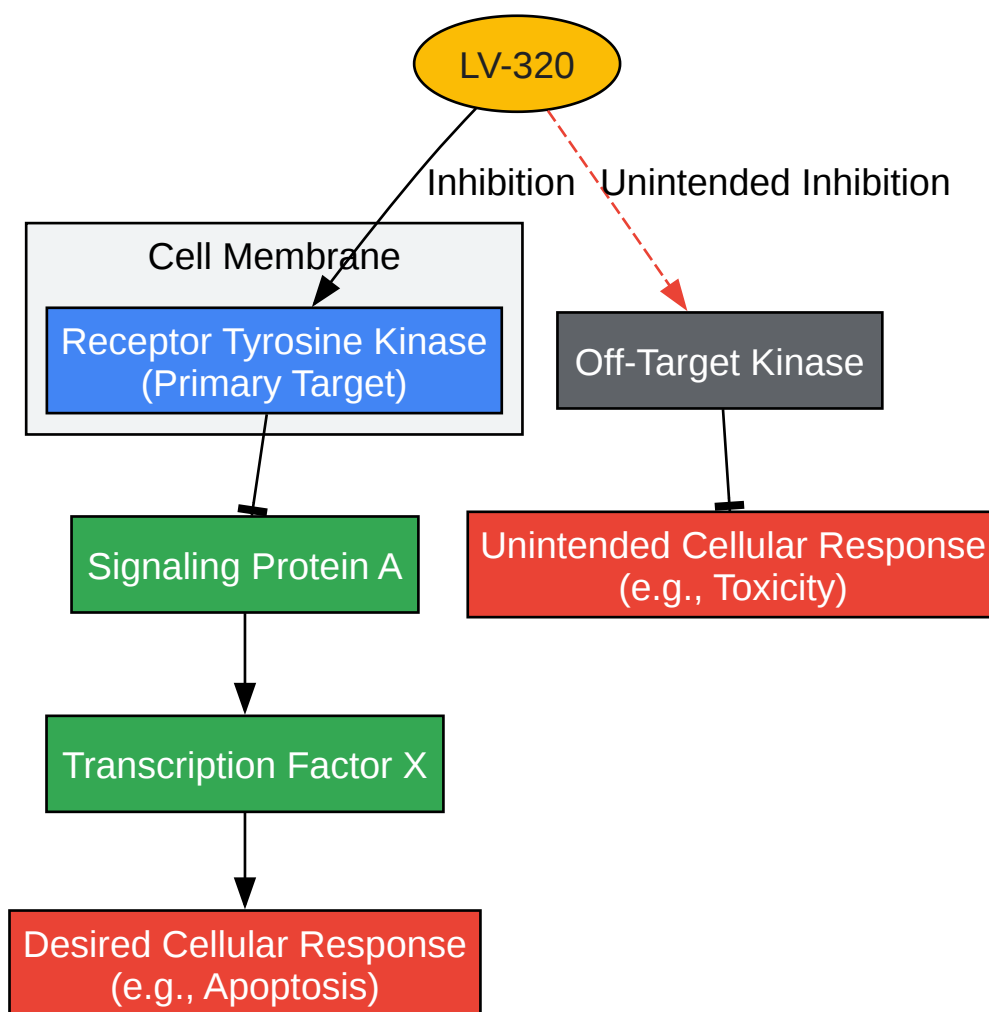 LV-320
Inhibition
Unintended Inhibition
Cell Membrane
Receptor Tyrosine Kinase
(Primary Target)
Off-Target Kinase
Signaling Protein A
Unintended Cellular Response
(e.g., Toxicity)
Transcription Factor X
Desired Cellular Response
(e.g., Apoptosis)